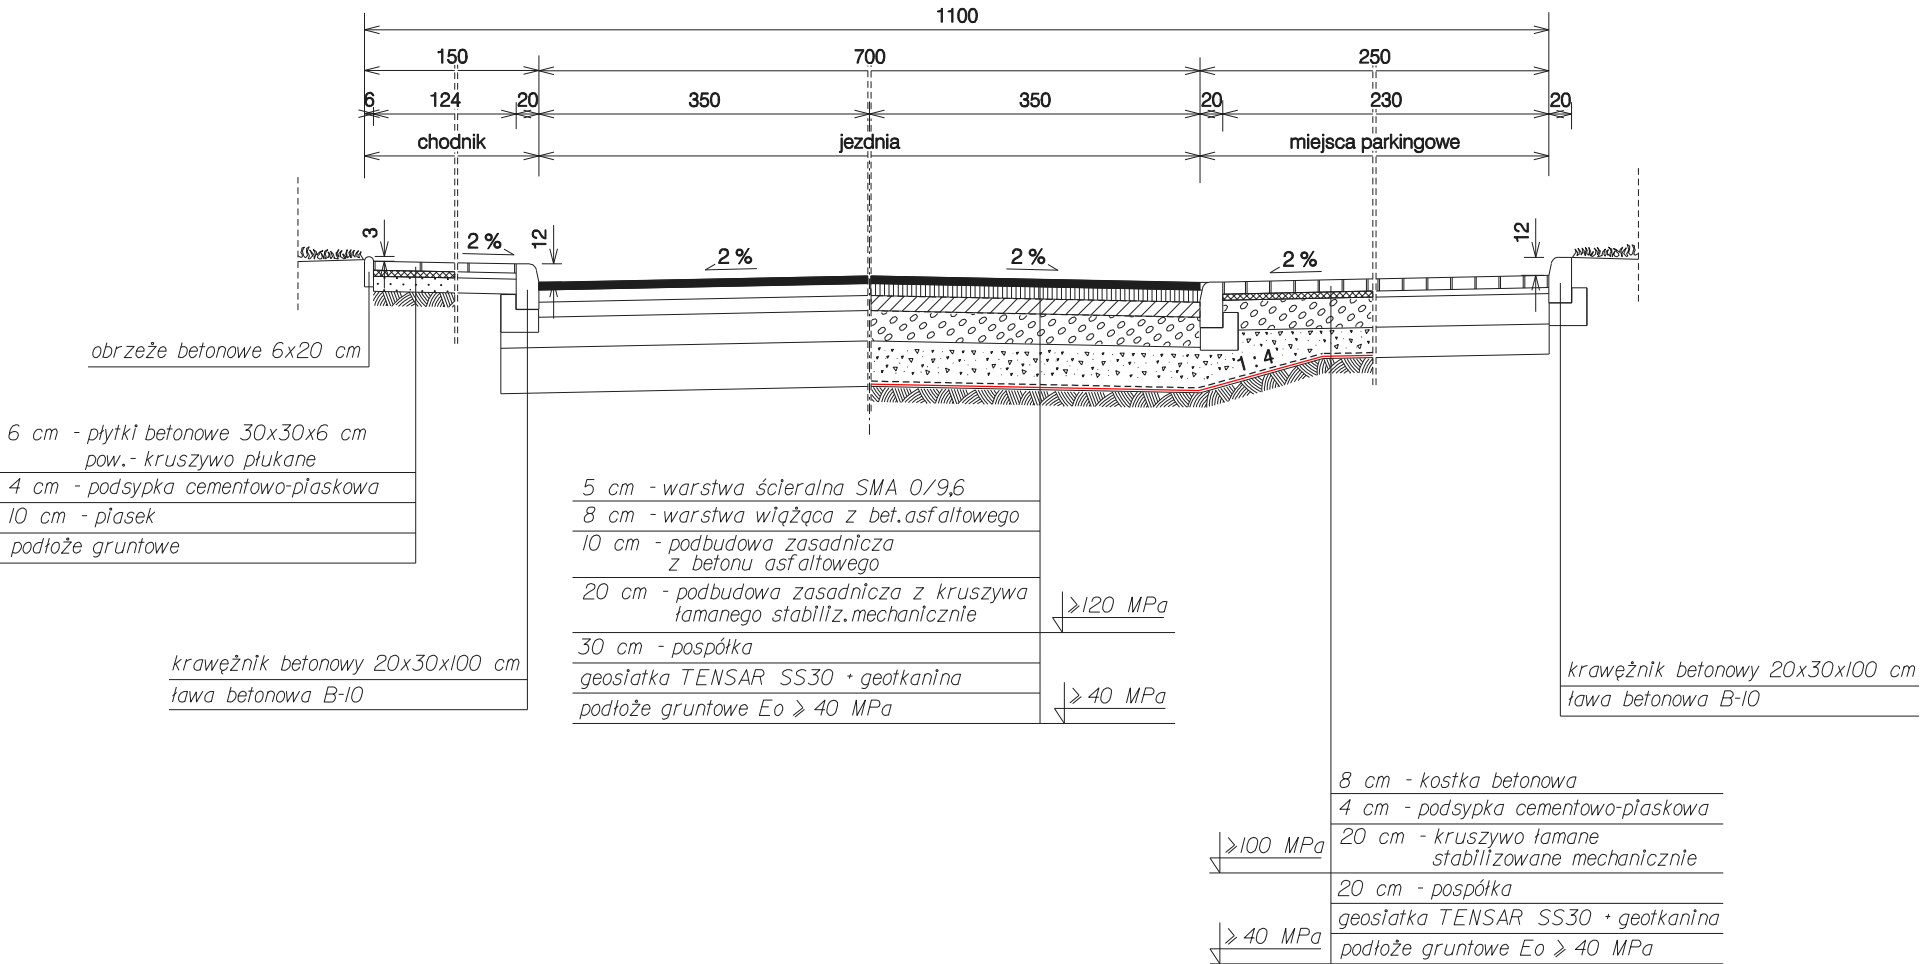 1100
150 700 250
6 124 20 350 350 20 230 20
chodnik jezdnia miejsca parkingowe
3 2 % 12 2 % 2 % 2 % 12
1 : 4
obrzeże betonowe 6x20 cm
6 cm - płytki betonowe 30x30x6 cm
pow.- kruszywo płukane
4 cm - podsypka cementowo-piaskowa
10 cm - piasek
podłoże gruntowe
krawężnik betonowy 20x30x100 cm
ława betonowa B-10
5 cm - warstwa ścieralna SMA 0/9,6
8 cm - warstwa wiążąca z bet.asfaltowego
10 cm - podbudowa zasadnicza
z betonu asfaltowego
20 cm - podbudowa zasadnicza z kruszywa
łamanego stabiliz.mechanicznie
⩾120 MPa
30 cm - pospółka
geosiatka TENSAR SS30 + geotkanina
podłoże gruntowe Eo ⩾ 40 MPa
⩾ 40 MPa
krawężnik betonowy 20x30x100 cm
ława betonowa B-10
8 cm - kostka betonowa
4 cm - podsypka cementowo-piaskowa
20 cm - kruszywo łamane
stabilizowane mechanicznie
⩾100 MPa
20 cm - pospółka
geosiatka TENSAR SS30 + geotkanina
podłoże gruntowe Eo ⩾ 40 MPa
⩾ 40 MPa